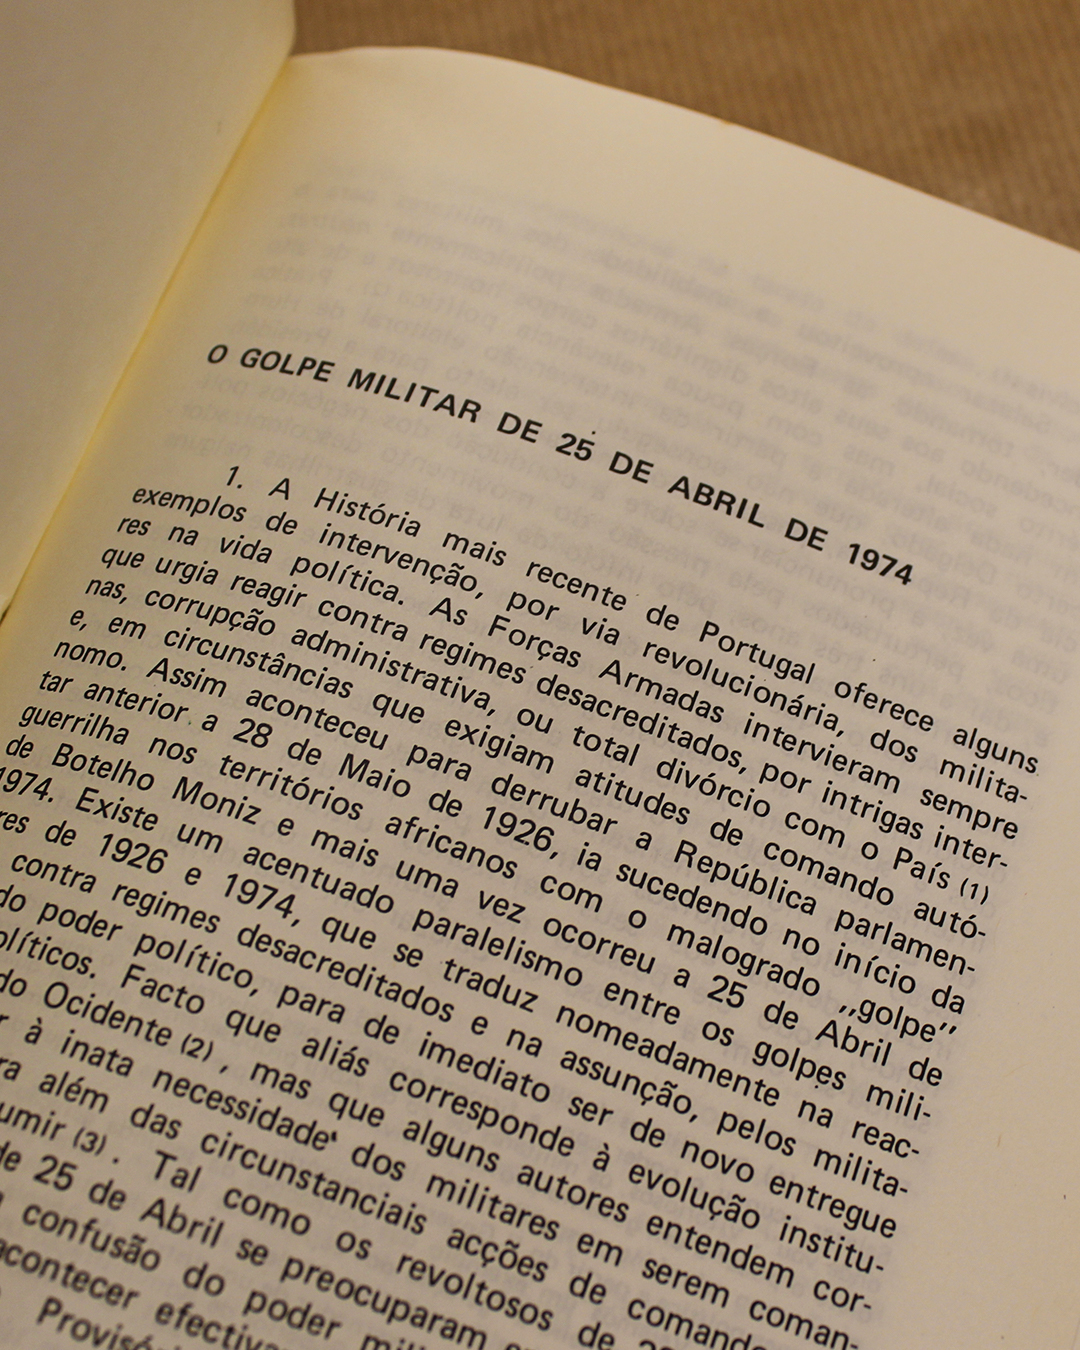 O GOLPE MILITAR DE 25 DE ABRIL DE 1974
1. A História mais recente de Portugal oferece alguns
exemplos de intervenção, por via revolucionária, dos milita-
res na vida política. As Forças Armadas intervieram sempre
que urgia reagir contra regimes desacreditados, por intrigas inter-
nas, corrupção administrativa, ou total divórcio com o País (1)
e, em circunstâncias que exigiam atitudes de comando autó-
nomo. Assim aconteceu para derrubar a República parlamen-
tar anterior a 28 de Maio de 1926, ia sucedendo no início da
guerrilha nos territórios africanos com o malogrado ,,golpe’’
de Botelho Moniz e mais uma vez ocorreu a 25 de Abril de
1974. Existe um acentuado paralelismo entre os golpes mili-
res de 1926 e 1974, que se traduz nomeadamente na reac-
contra regimes desacreditados e na assunção, pelos milita-
do poder político, para de imediato ser de novo entregue
olíticos. Facto que aliás corresponde à evolução institu-
do Ocidente (2), mas que alguns autores entendem cor-
r à inata necessidade dos militares em serem coman-
ra além das circunstanciais acções de comando
umir (3). Tal como os revoltosos de
de 25 de Abril se preocuparam
confusão do poder mili
acontecer efectiva
Provisó